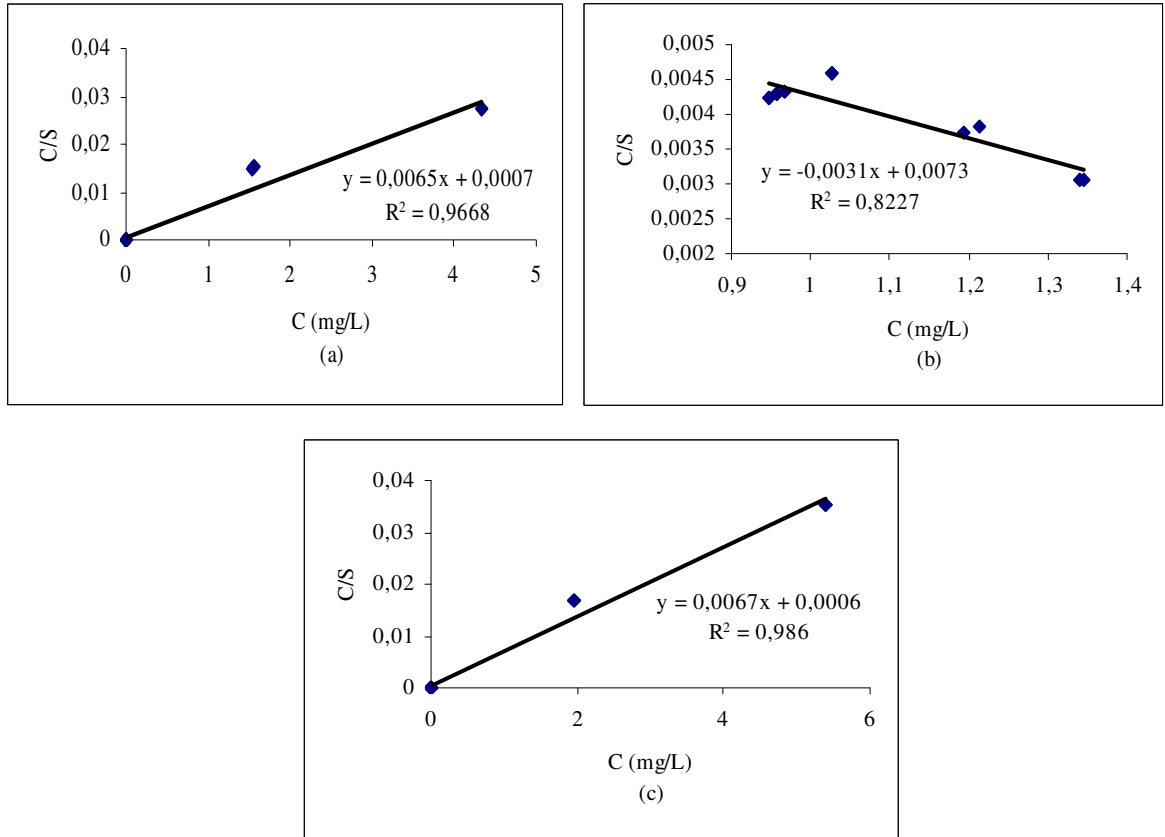 0,04
0,03
0,02
0,01
0
C/S
y = 0,0065x + 0,0007
R² = 0,9668
0 1 2 3 4 5
C (mg/L)
(a)
0,005
0,0045
0,004
0,0035
0,003
0,0025
0,002
C/S
y = -0,0031x + 0,0073
R² = 0,8227
0,9 1 1,1 1,2 1,3 1,4
C (mg/L)
(b)
0,04
0,03
0,02
0,01
0
C/S
y = 0,0067x + 0,0006
R² = 0,986
0 2 4 6
C (mg/L)
(c)